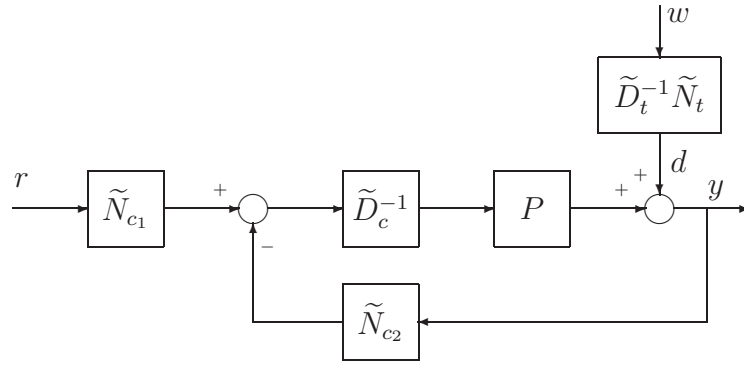 w
D̃_t^{-1} Ñ_t
d
+
r
Ñ_{c_1}
+
D̃_c^{-1}
P
+
y
−
Ñ_{c_2}